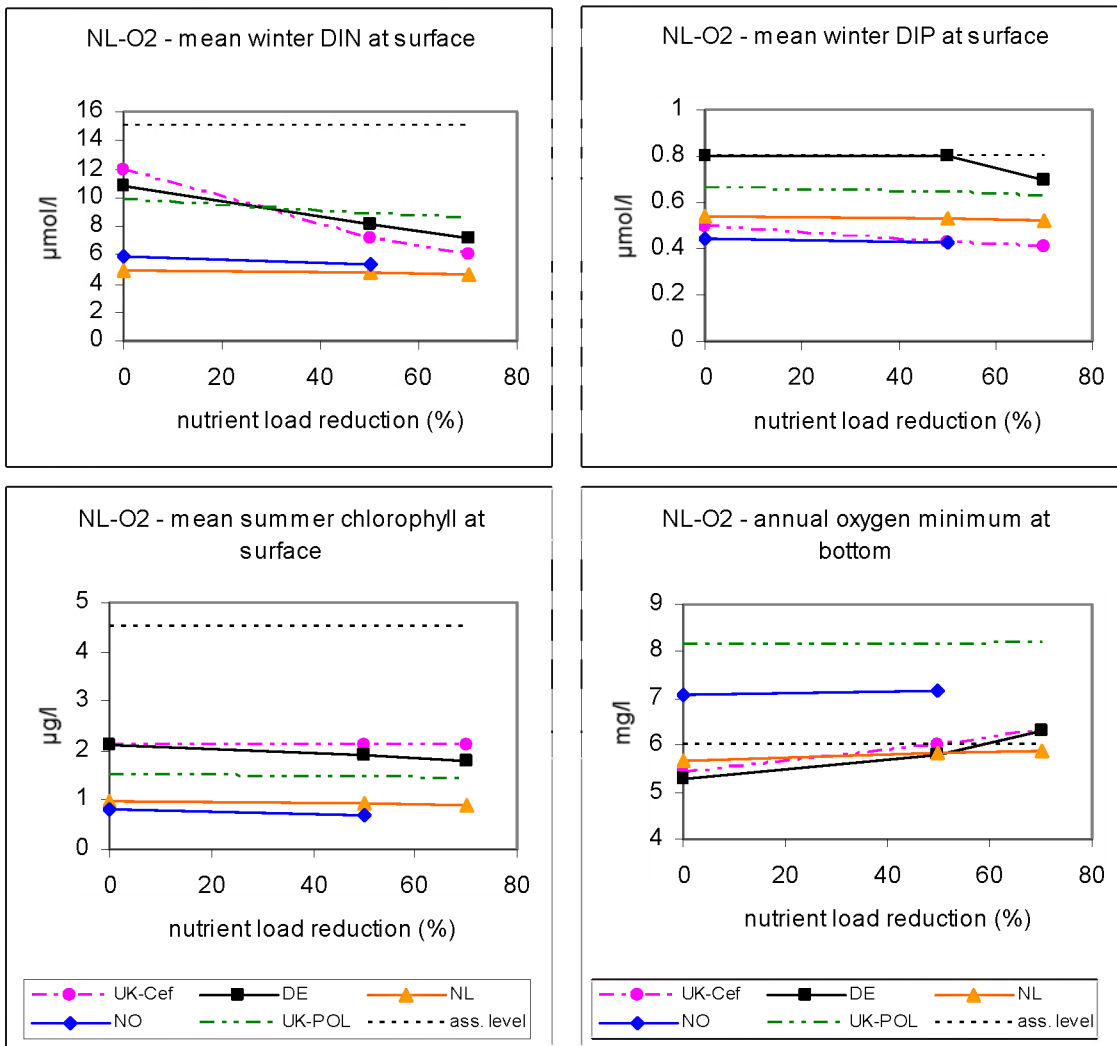 NL-O2 - mean winter DIN at surface
16
14
12
10
8
6
4
2
0
µmol/l
0 20 40 60 80
nutrient load reduction (%)
NL-O2 - mean winter DIP at surface
1
0.8
0.6
0.4
0.2
0
µmol/l
0 20 40 60 80
nutrient load reduction (%)
NL-O2 - mean summer chlorophyll at
surface
5
4
3
2
1
0
µg/l
0 20 40 60 80
nutrient load reduction (%)
UK-Cef DE NL
NO UK-POL ass. level
NL-O2 - annual oxygen minimum at
bottom
9
8
7
6
5
4
mg/l
0 20 40 60 80
nutrient load reduction (%)
UK-Cef DE NL
NO UK-POL ass. level